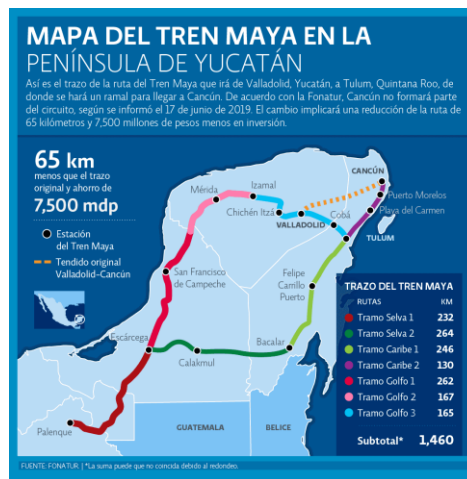 MAPA DEL TREN MAYA EN LA
PENÍNSULA DE YUCATÁN
Así es el trazo de la ruta del Tren Maya que irá de Valladolid, Yucatán, a Tulum, Quintana Roo, de
donde se hará un ramal para llegar a Cancún. De acuerdo con la Fonatur, Cancún no formará parte
del circuito, según se informó el 17 de junio de 2019. El cambio implicará una reducción de la ruta de
65 kilómetros y 7,500 millones de pesos menos en inversión.
65 km
menos que el trazo
original y ahorro de
7,500 mdp
Estación
del Tren Maya
Tendido original
Valladolid-Cancún
CANCÚN
Puerto Morelos
Playa del Carmen
TULUM
Mérida
Izamal
Chichén Itzá
VALLADOLID
Cobá
San Francisco
de Campeche
Felipe
Carrillo
Puerto
Escárcega
Calakmul
Bacalar
Palenque
GUATEMALA
BELICE
TRAZO DEL TREN MAYA
RUTAS KM
Tramo Selva 1 232
Tramo Selva 2 264
Tramo Caribe 1 246
Tramo Caribe 2 130
Tramo Golfo 1 262
Tramo Golfo 2 167
Tramo Golfo 3 165
Subtotal* 1,460
FUENTE: FONATUR. | *La suma puede que no coincida debido al redondeo.